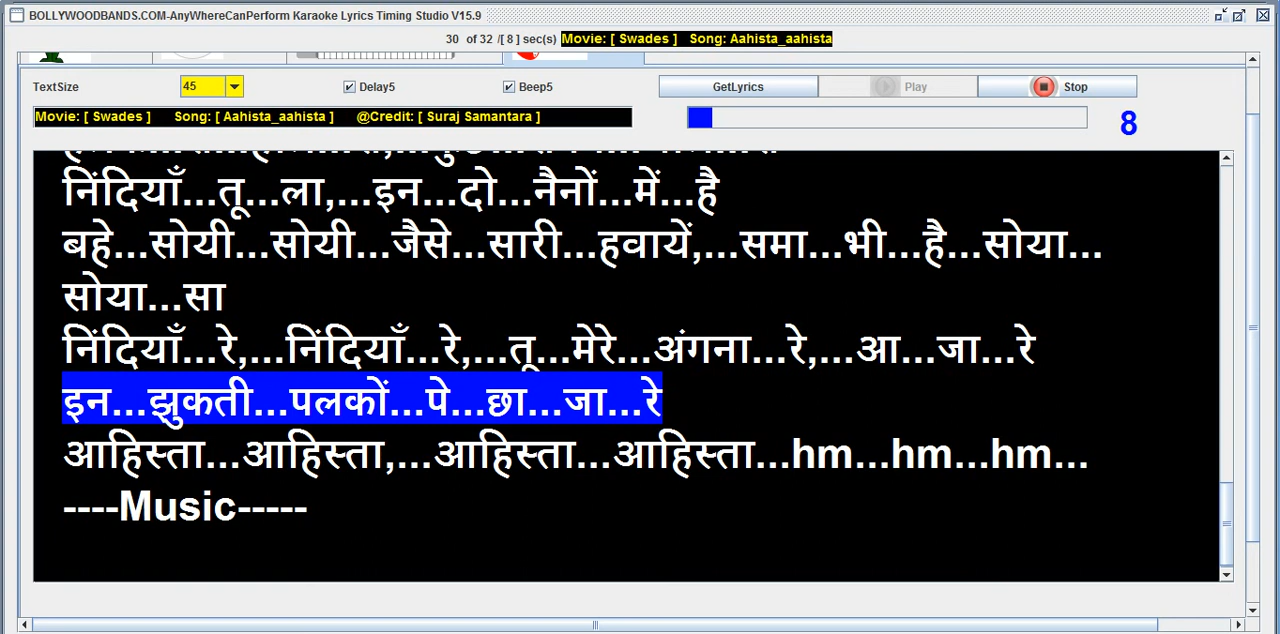 BOLLYWOODBANDS.COM-AnyWhereCanPerform Karaoke Lyrics Timing Studio V15.9
30 of 32 /[ 8 ] sec(s) Movie: [ Swades ] Song: Aahista_aahista
TextSize 45 Delay5 Beep5 GetLyrics Play Stop
Movie: [ Swades ] Song: [ Aahista_aahista ] @Credit: [ Suraj Samantara ] 8
निंदियाँ...तू...ला,...इन...दो...नैनों...में...है
बहे...सोयी...सोयी...जैसे...सारी...हवायें,...समा...भी...है...सोया...
सोया...सा
निंदियाँ...रे,...निंदियाँ...रे,...तू...मेरे...अंगना...रे,...आ...जा...रे
इन...झुकती...पलकों...पे...छा...जा...रे
आहिस्ता...आहिस्ता,...आहिस्ता...आहिस्ता...hm...hm...hm...
----Music-----